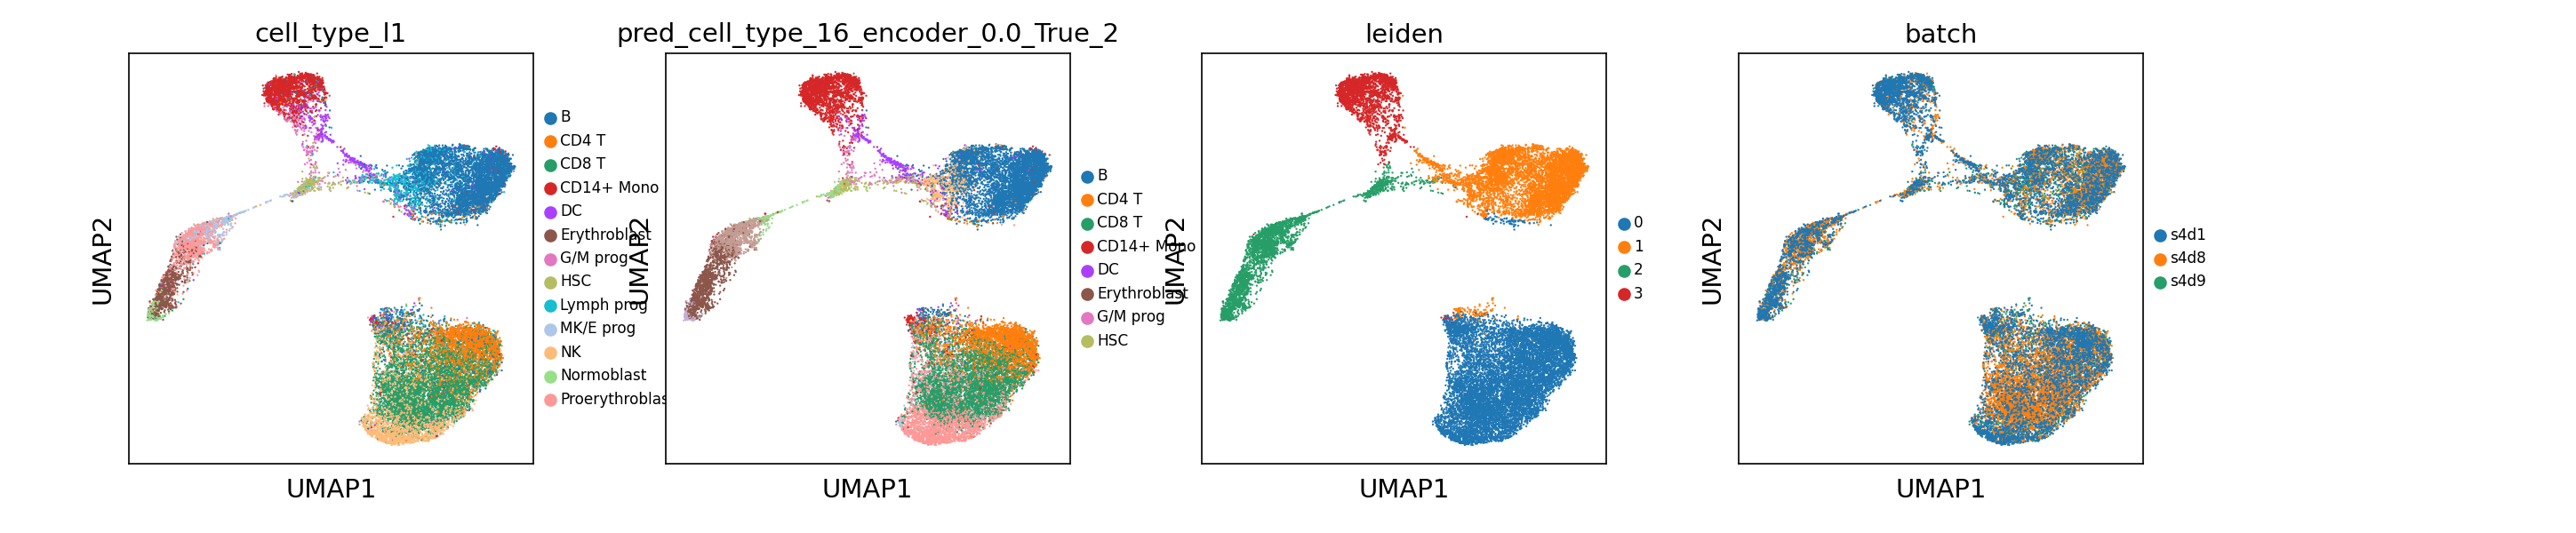 cell_type_l1
UMAP2
UMAP1
B
CD4 T
CD8 T
CD14+ Mono
DC
Erythroblast
G/M prog
HSC
Lymph prog
MK/E prog
NK
Normoblast
Proerythroblas
pred_cell_type_16_encoder_0.0_True_2
UMAP2
UMAP1
B
CD4 T
CD8 T
CD14+ Mono
DC
Erythroblast
G/M prog
HSC
leiden
UMAP2
UMAP1
0
1
2
3
batch
UMAP2
UMAP1
s4d1
s4d8
s4d9